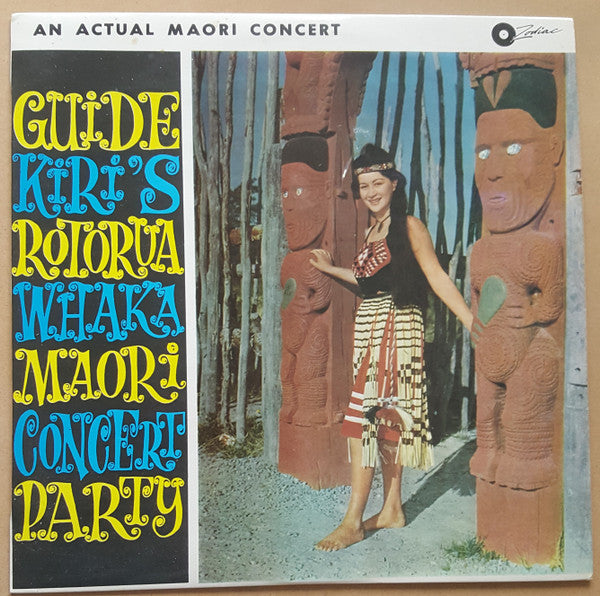 AN ACTUAL MAORI CONCERT
Zodiac
GUiDE
KiRi'S
ROTORUA
WHAKA
MAORi
CONCERT
PARTY